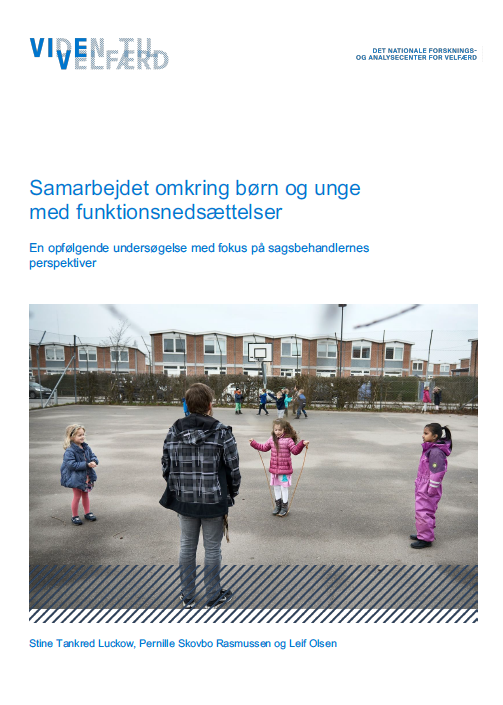 VIDEN TIL
VELFÆRD
DET NATIONALE FORSKNINGS-
OG ANALYSECENTER FOR VELFÆRD
Samarbejdet omkring børn og unge
med funktionsnedsættelser
En opfølgende undersøgelse med fokus på sagsbehandlernes
perspektiver
Stine Tankred Luckow, Pernille Skovbo Rasmussen og Leif Olsen